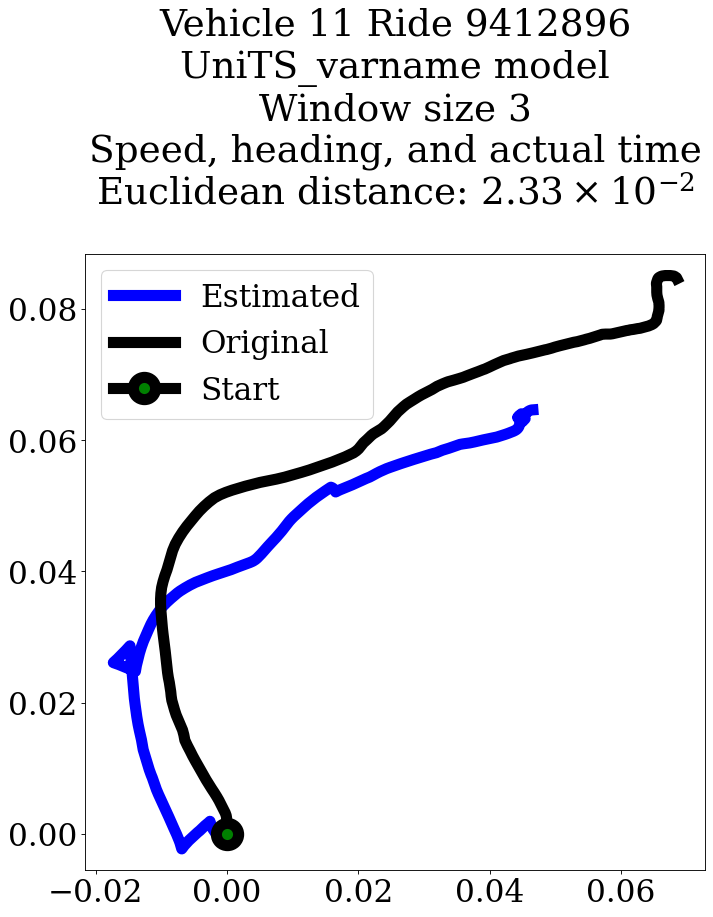 Vehicle 11 Ride 9412896
UniTS_varname model
Window size 3
Speed, heading, and actual time
Euclidean distance: 2.33 × 10⁻²
Estimated
Original
Start
0.08
0.06
0.04
0.02
0.00
−0.02 0.00 0.02 0.04 0.06